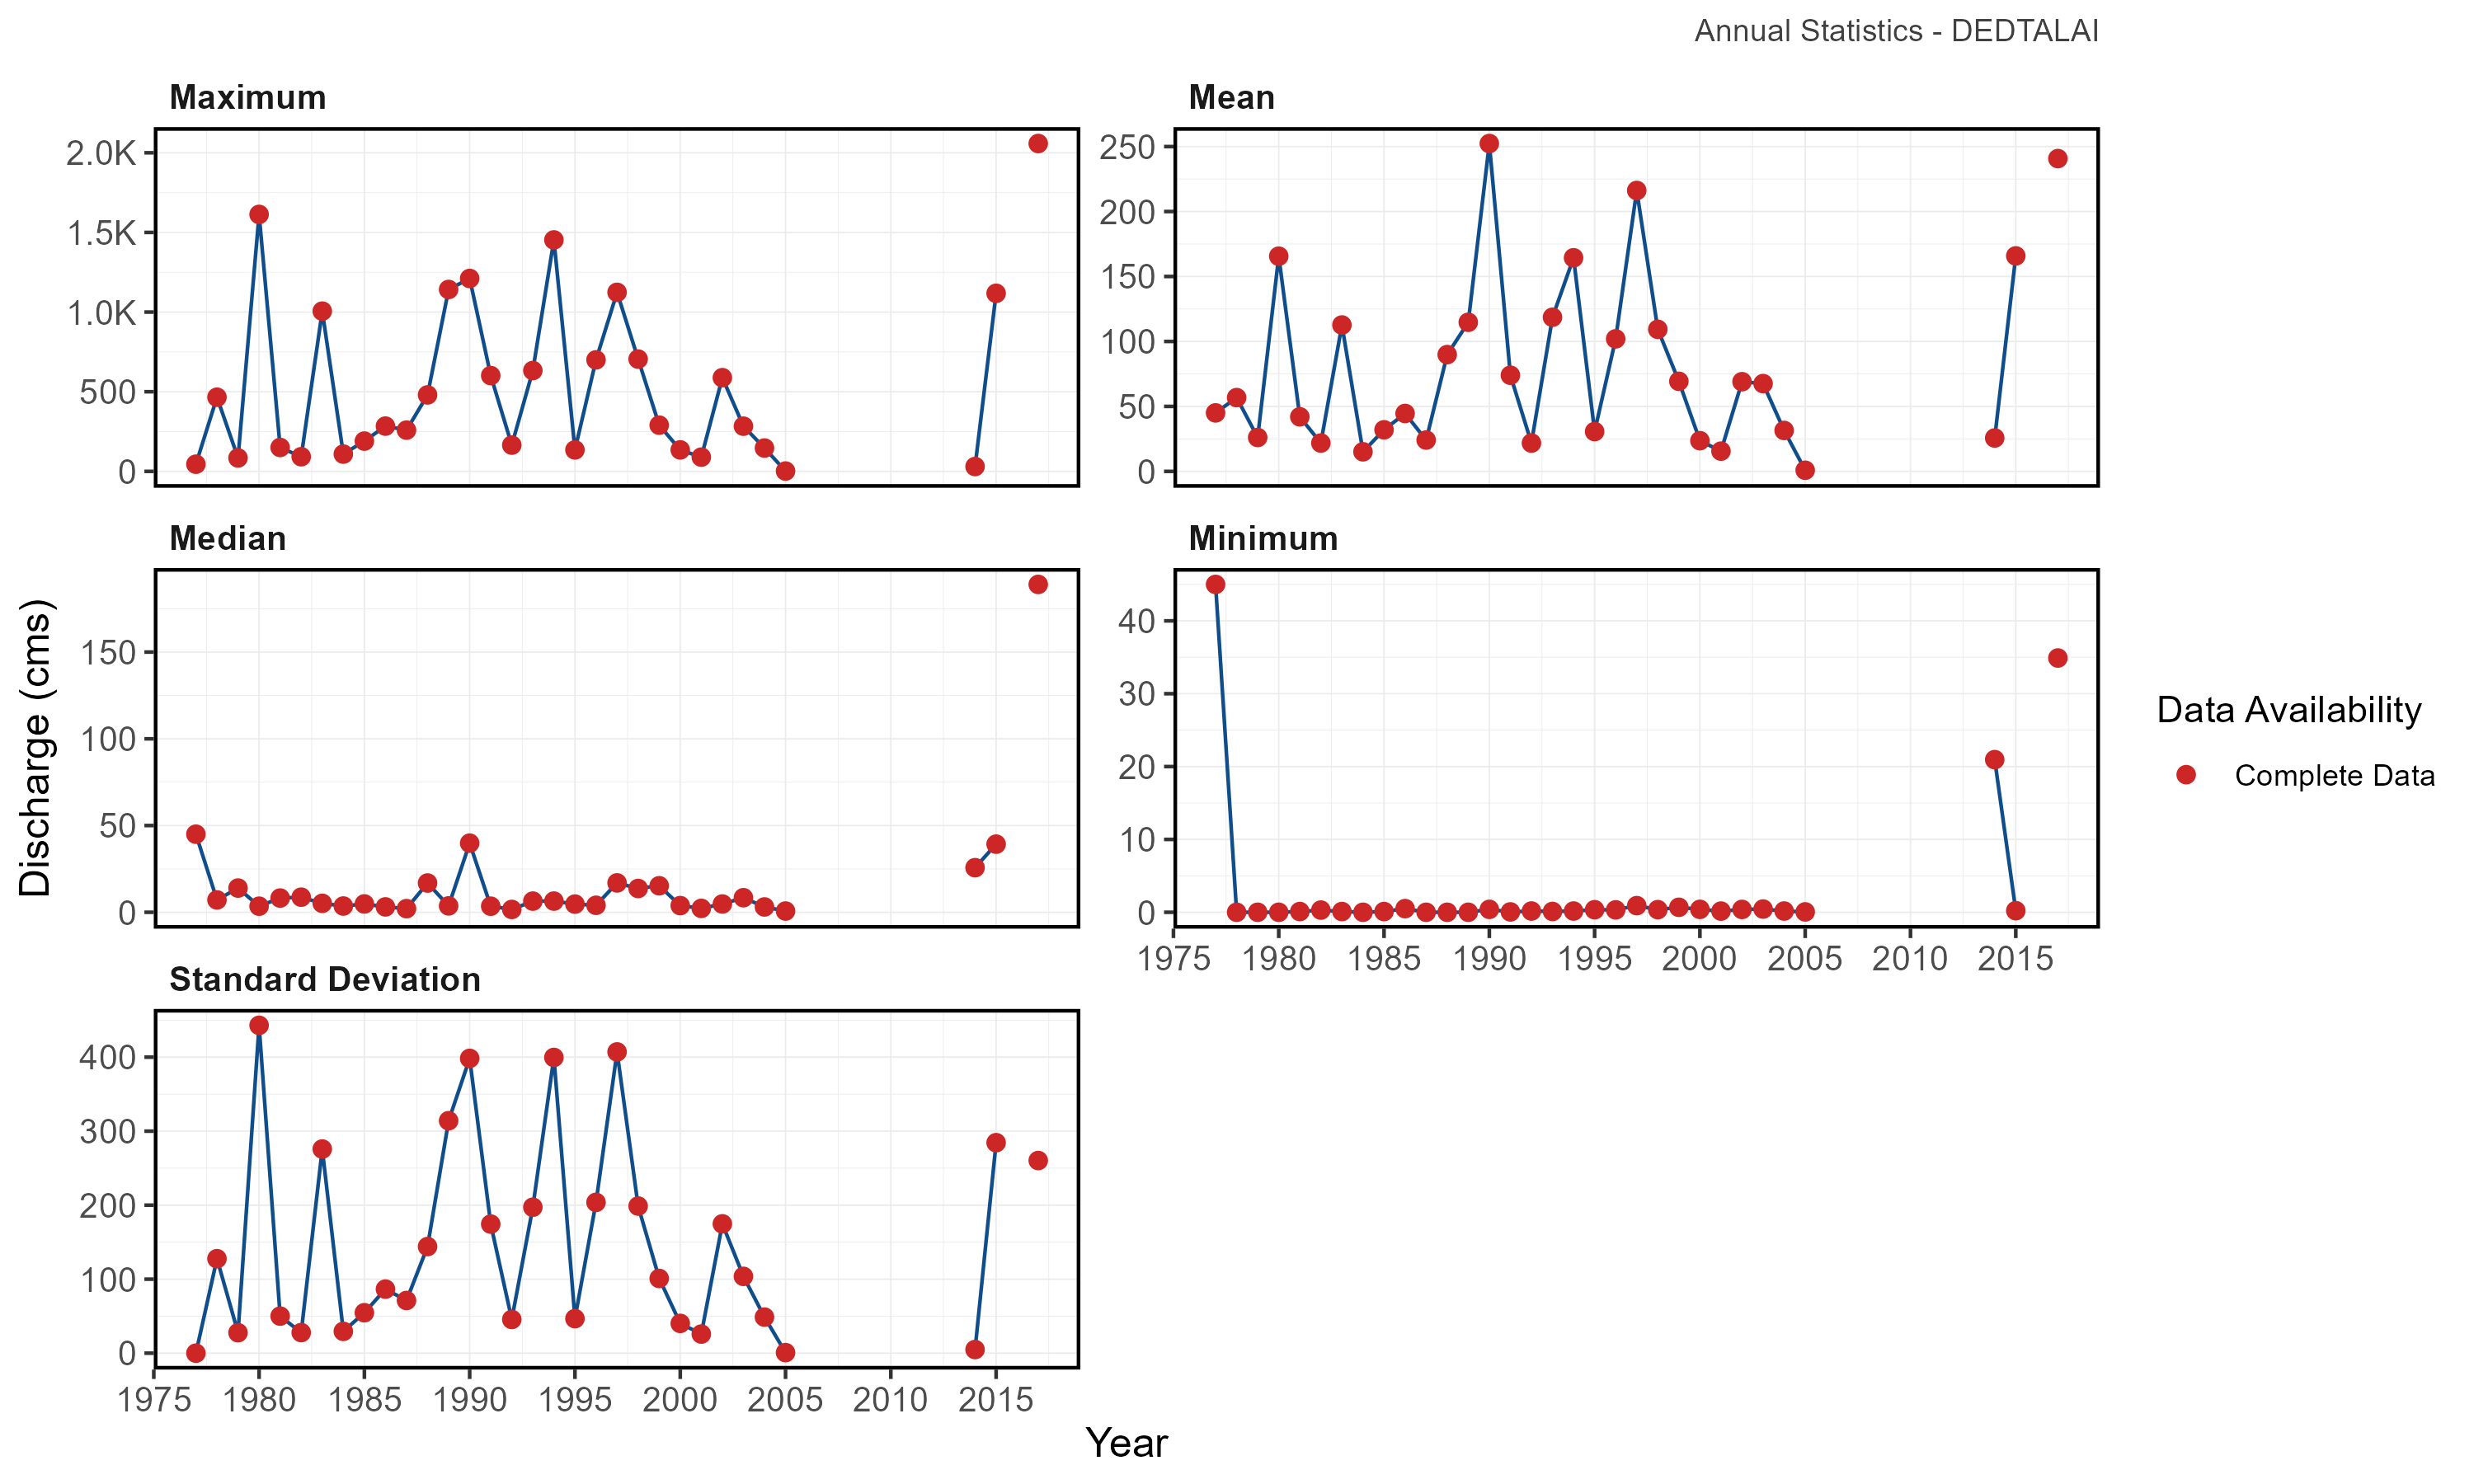 Annual Statistics - DEDTALAI
Maximum
2.0K
1.5K
1.0K
500
0
Mean
250
200
150
100
50
0
Discharge (cms)
Median
150
100
50
0
Minimum
40
30
20
10
0
1975 1980 1985 1990 1995 2000 2005 2010 2015
Data Availability
Complete Data
Standard Deviation
400
300
200
100
0
1975 1980 1985 1990 1995 2000 2005 2010 2015
Year